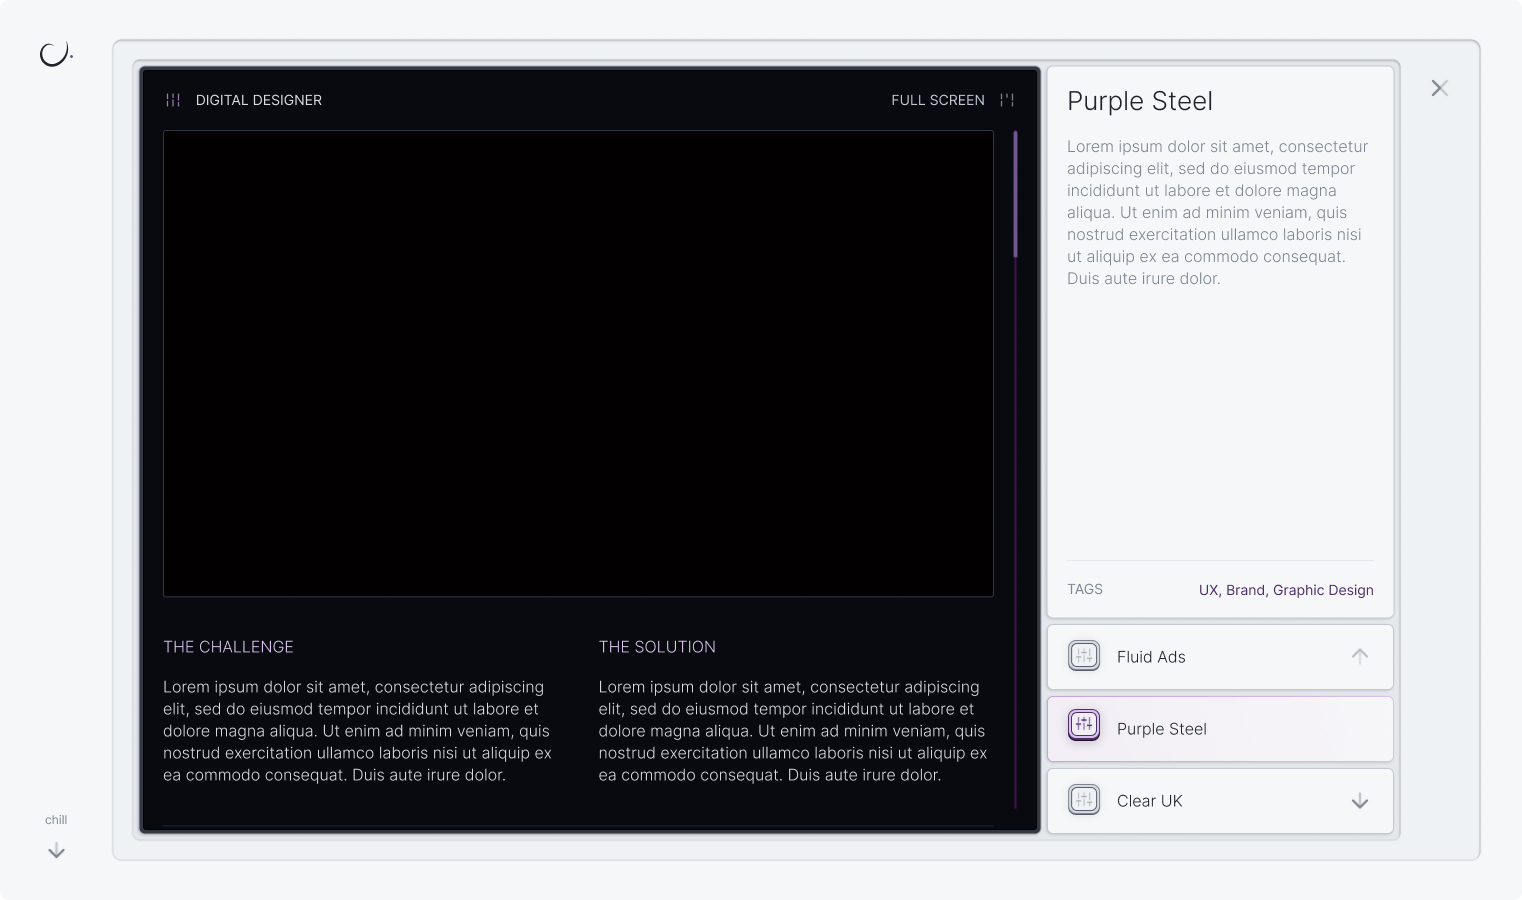 DIGITAL DESIGNER
FULL SCREEN
THE CHALLENGE
Lorem ipsum dolor sit amet, consectetur adipiscing
elit, sed do eiusmod tempor incididunt ut labore et
dolore magna aliqua. Ut enim ad minim veniam, quis
nostrud exercitation ullamco laboris nisi ut aliquip ex
ea commodo consequat. Duis aute irure dolor.
THE SOLUTION
Lorem ipsum dolor sit amet, consectetur adipiscing
elit, sed do eiusmod tempor incididunt ut labore et
dolore magna aliqua. Ut enim ad minim veniam, quis
nostrud exercitation ullamco laboris nisi ut aliquip ex
ea commodo consequat. Duis aute irure dolor.
Purple Steel
Lorem ipsum dolor sit amet, consectetur
adipiscing elit, sed do eiusmod tempor
incididunt ut labore et dolore magna
aliqua. Ut enim ad minim veniam, quis
nostrud exercitation ullamco laboris nisi
ut aliquip ex ea commodo consequat.
Duis aute irure dolor.
TAGS
UX, Brand, Graphic Design
Fluid Ads
Purple Steel
Clear UK
chill